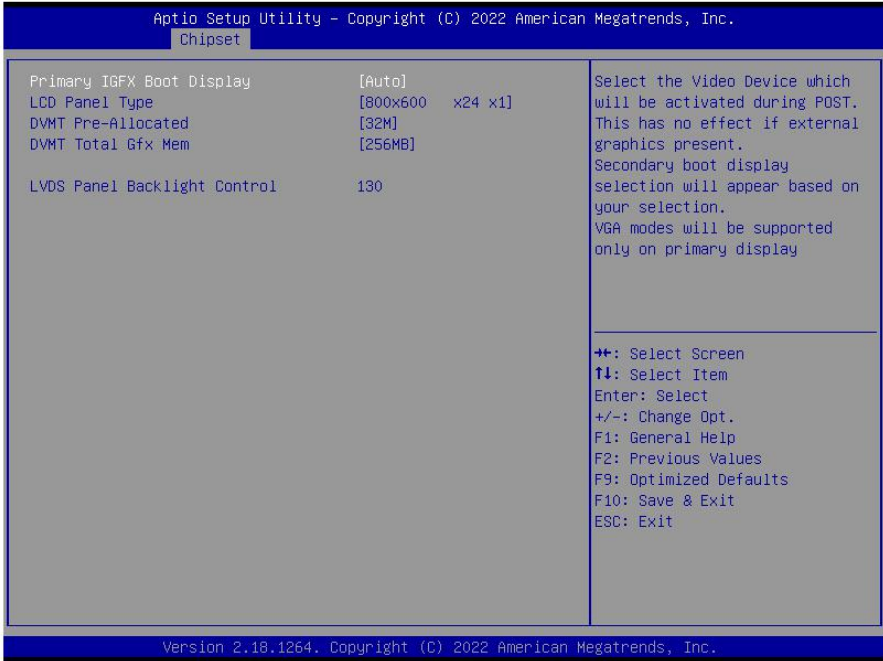 Aptio Setup Utility – Copyright (C) 2022 American Megatrends, Inc.
Chipset
Primary IGFX Boot Display [Auto]
LCD Panel Type [800x600 x24 x1]
DVMT Pre-Allocated [32M]
DVMT Total Gfx Mem [256MB]
LVDS Panel Backlight Control 130
Select the Video Device which
will be activated during POST.
This has no effect if external
graphics present.
Secondary boot display
selection will appear based on
your selection.
VGA modes will be supported
only on primary display
→←: Select Screen
↑↓: Select Item
Enter: Select
+/-: Change Opt.
F1: General Help
F2: Previous Values
F9: Optimized Defaults
F10: Save & Exit
ESC: Exit
Version 2.18.1264. Copyright (C) 2022 American Megatrends, Inc.